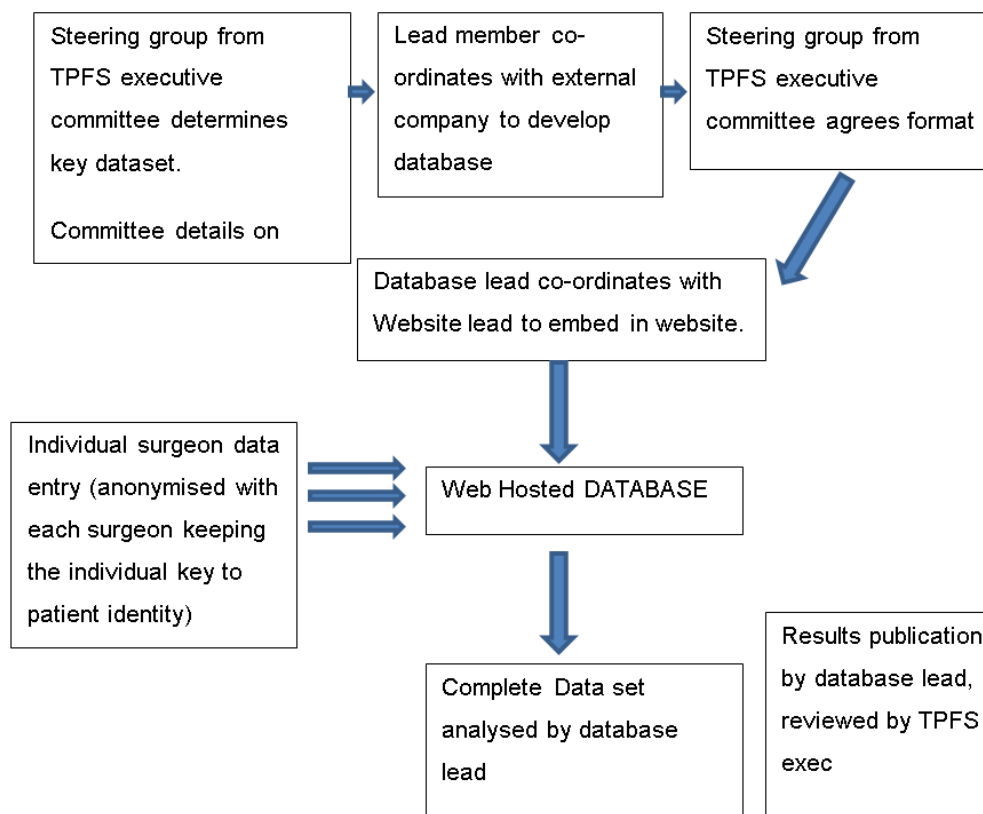 Steering group from
TPFS executive
committee determines
key dataset.
Committee details on
Lead member co-
ordinates with external
company to develop
database
Steering group from
TPFS executive
committee agrees format
Database lead co-ordinates with
Website lead to embed in website.
Individual surgeon data
entry (anonymised with
each surgeon keeping
the individual key to
patient identity)
Web Hosted DATABASE
Complete Data set
analysed by database
lead
Results publication
by database lead,
reviewed by TPFS
exec